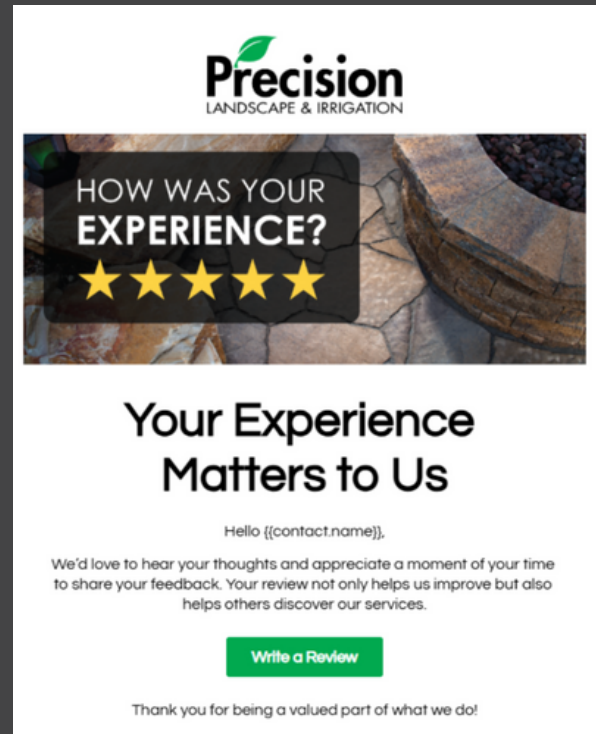 Precision
LANDSCAPE & IRRIGATION
HOW WAS YOUR
EXPERIENCE?
Your Experience
Matters to Us
Hello {{contact.name}},
We'd love to hear your thoughts and appreciate a moment of your time
to share your feedback. Your review not only helps us improve but also
helps others discover our services.
Write a Review
Thank you for being a valued part of what we do!